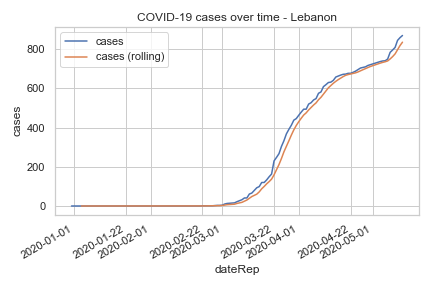 COVID-19 cases over time - Lebanon
cases
cases (rolling)
cases
800
600
400
200
0
2020-01-01
2020-01-22
2020-02-01
2020-02-22
2020-03-01
2020-03-22
2020-04-01
2020-04-22
2020-05-01
dateRep